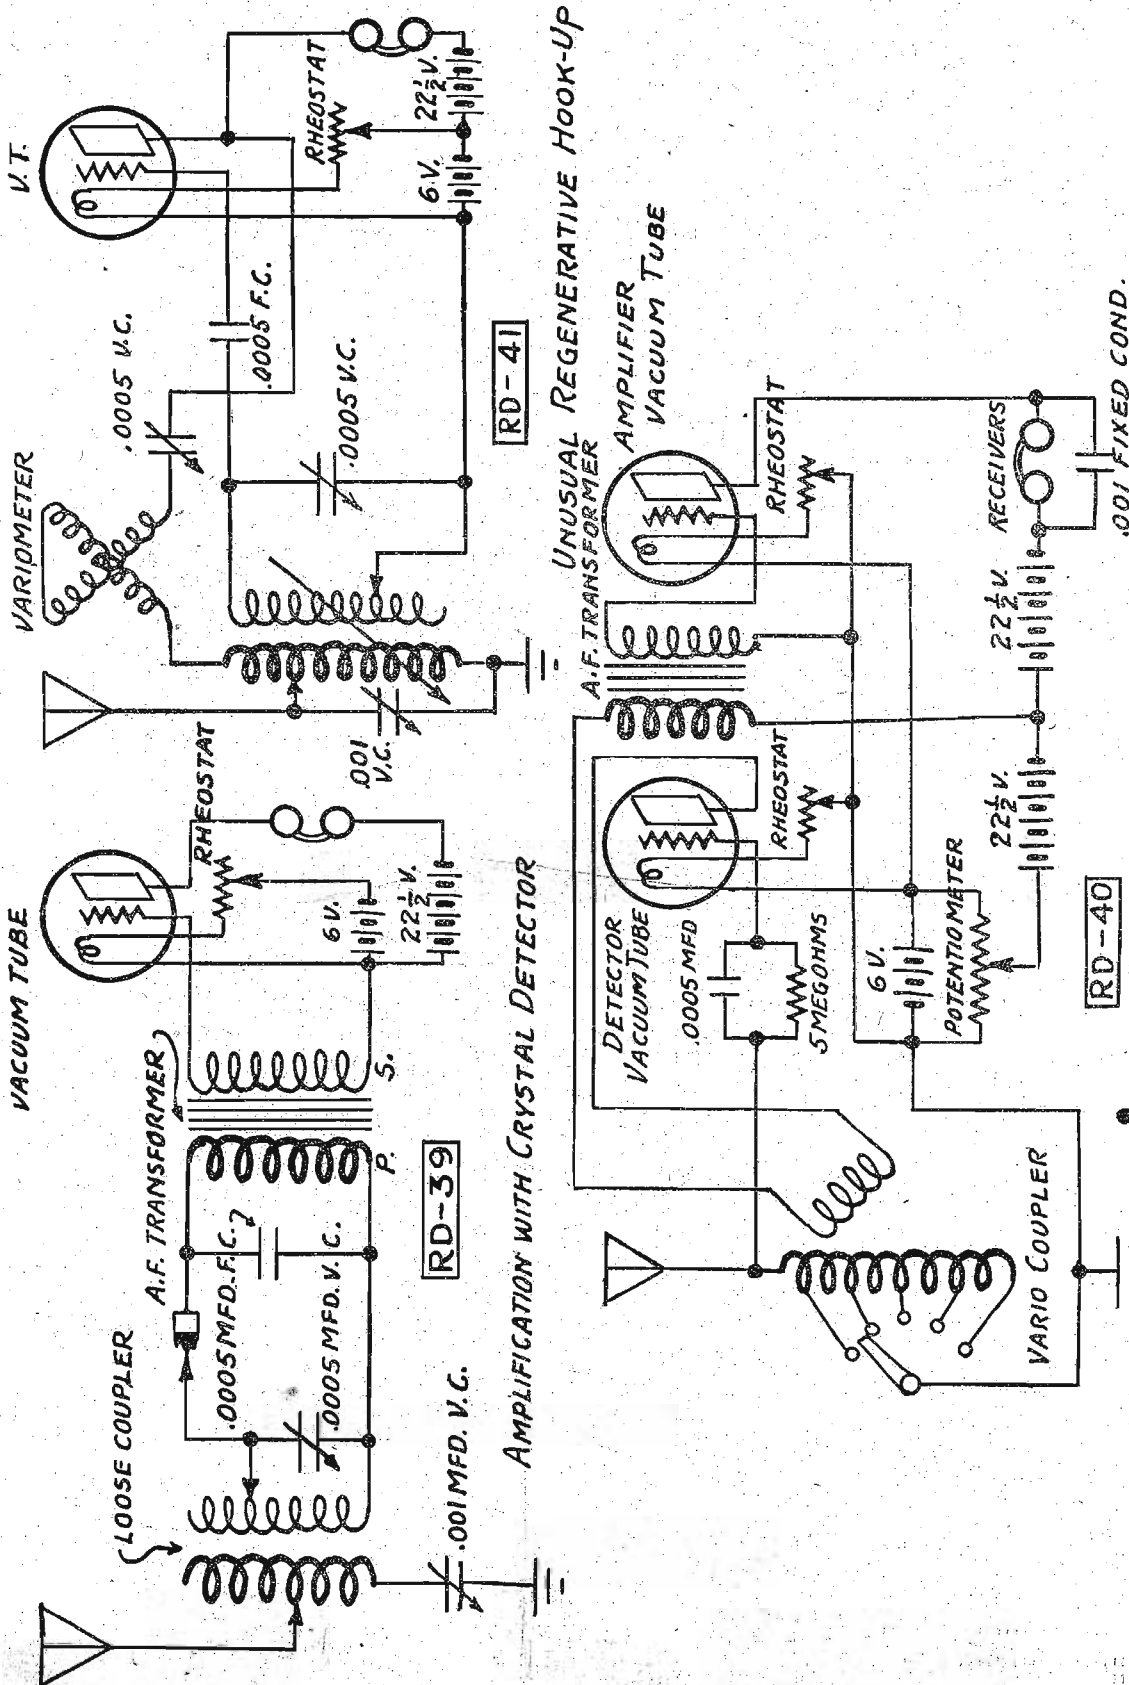 VACUUM TUBE
LOOSE COUPLER
A.F. TRANSFORMER
RHEOSTAT
.0005 MFD. F.C.
.0005 MFD. V.C.
.001 MFD. V.C.
P.
S.
6 V.
22½ V.
RD-39
AMPLIFICATION WITH CRYSTAL DETECTOR
V.T.
VARIOMETER
.0005 V.C.
.0005 F.C.
.0005 V.C.
.001
V.C.
RHEOSTAT
6 V.
22½ V.
RD-41
UNUSUAL REGENERATIVE HOOK-UP
A.F. TRANSFORMER
AMPLIFIER
VACUUM TUBE
DETECTOR
VACUUM TUBE
RHEOSTAT
RHEOSTAT
.0005 MFD
5 MEGOHMS
6 V.
POTENTIOMETER
22½ V.
22½ V.
RECEIVERS
.001 FIXED COND.
VARIO COUPLER
RD-40